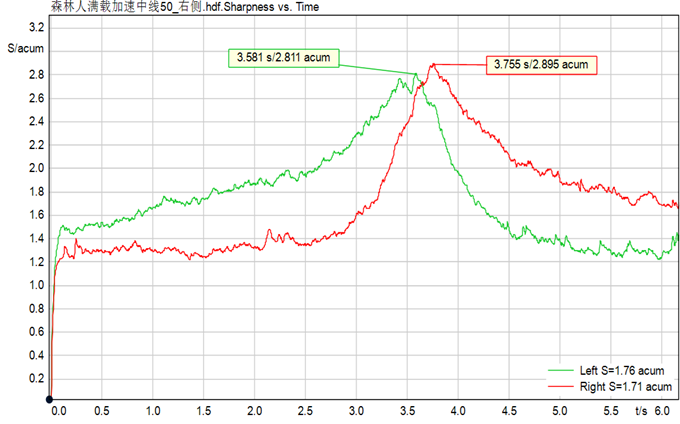 森林人满载加速中线50_右侧.hdf.Sharpness vs. Time
S/acum
3.2
2.8
2.6
2.4
2.2
2.0
1.8
1.6
1.4
1.2
1.0
0.8
0.6
0.4
0.2
3.581 s/2.811 acum
3.755 s/2.895 acum
Left S=1.76 acum
Right S=1.71 acum
0.0 0.5 1.0 1.5 2.0 2.5 3.0 3.5 4.0 4.5 5.0 5.5 t/s 6.0